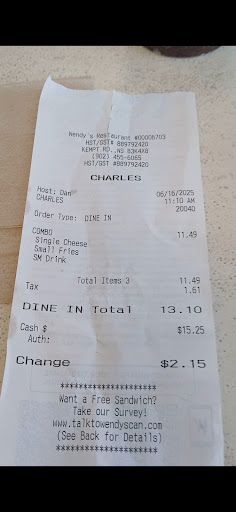 Wendy's Restaurant #00006703
HST/GST# 889792420
KEMPT RD.,NS B3K4X8
(902) 455-6065
HST/GST #889792420
CHARLES
Host: Dan 06/16/2025
CHARLES 11:10 AM
20040
Order Type: DINE IN
COMBO 11.49
Single Cheese
Small Fries
SM Drink
Total Items 3 11.49
Tax 1.61
DINE IN Total 13.10
Cash $ $15.25
Auth:
Change $2.15
********************
Want a Free Sandwich?
Take our Survey!
www.talktowendyscan.com
(See Back for Details)
********************